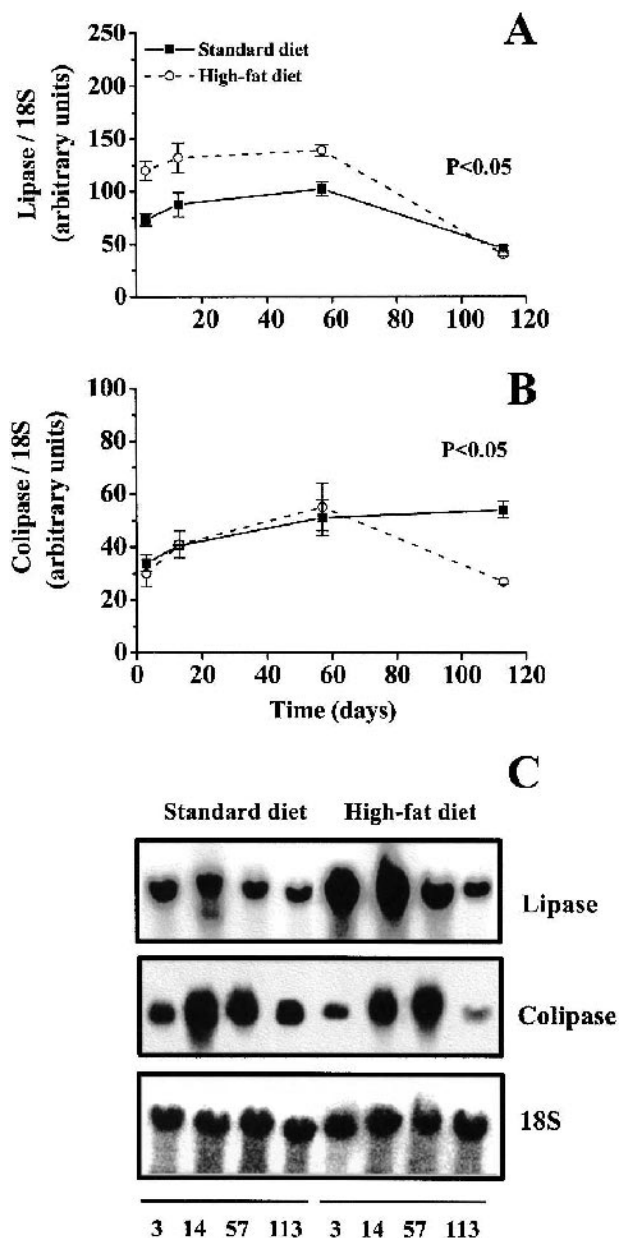 A
250
200
150
100
50
0
Standard diet
High-fat diet
P<0.05
Lipase / 18S
(arbitrary units)
20 40 60 80 100 120
B
100
80
60
40
20
0
P<0.05
Colipase / 18S
(arbitrary units)
0 20 40 60 80 100 120
Time (days)
C
Standard diet High-fat diet
Lipase
Colipase
18S
3 14 57 113 3 14 57 113